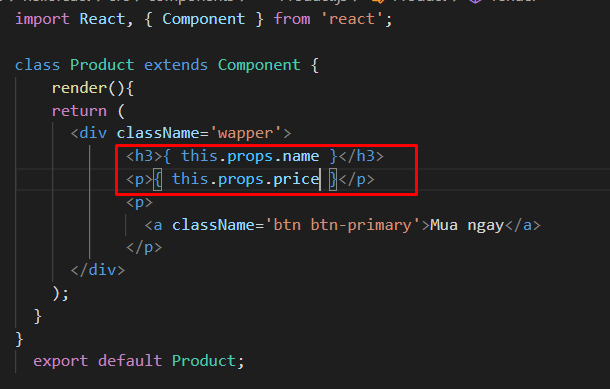 import React, { Component } from 'react';
class Product extends Component {
render(){
return (
<div className='wapper'>
<h3>{ this.props.name }</h3>
<p>{ this.props.price }</p>
<p>
<a className='btn btn-primary'>Mua ngay</a>
</p>
</div>
);
}
}
export default Product;